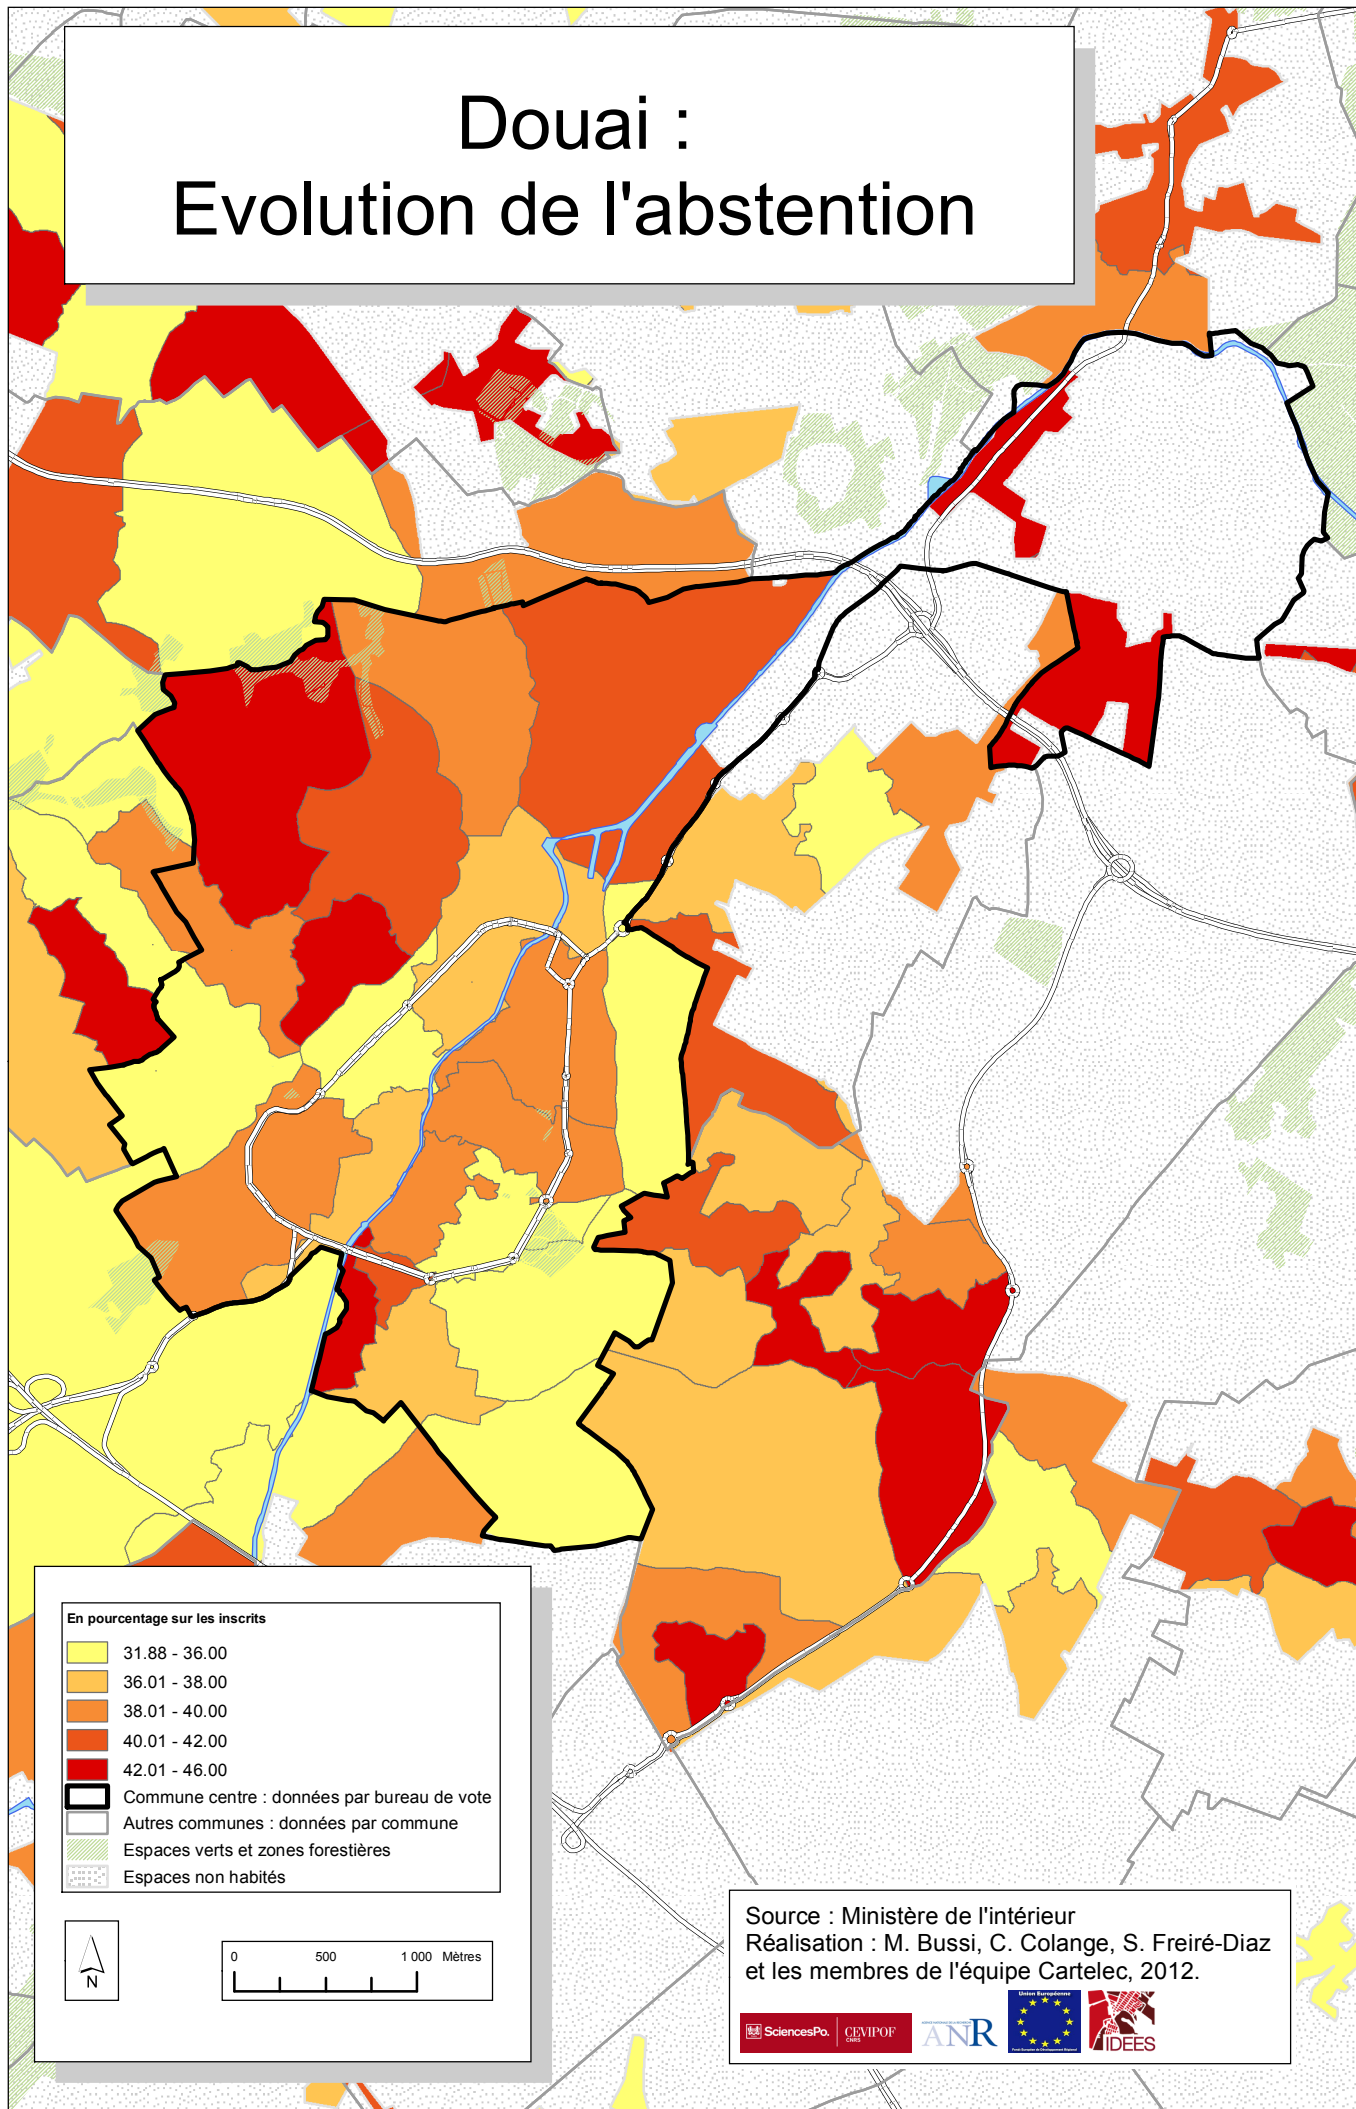 Douai :
Evolution de l'abstention
En pourcentage sur les inscrits
31.88 - 36.00
36.01 - 38.00
38.01 - 40.00
40.01 - 42.00
42.01 - 46.00
Commune centre : données par bureau de vote
Autres communes : données par commune
Espaces verts et zones forestières
Espaces non habités
N
0 500 1 000 Mètres
Source : Ministère de l'intérieur
Réalisation : M. Bussi, C. Colange, S. Freiré-Diaz
et les membres de l'équipe Cartelec, 2012.
SciencesPo. CEVIPOF
CNRS
ANR
Union Européenne
IDEES